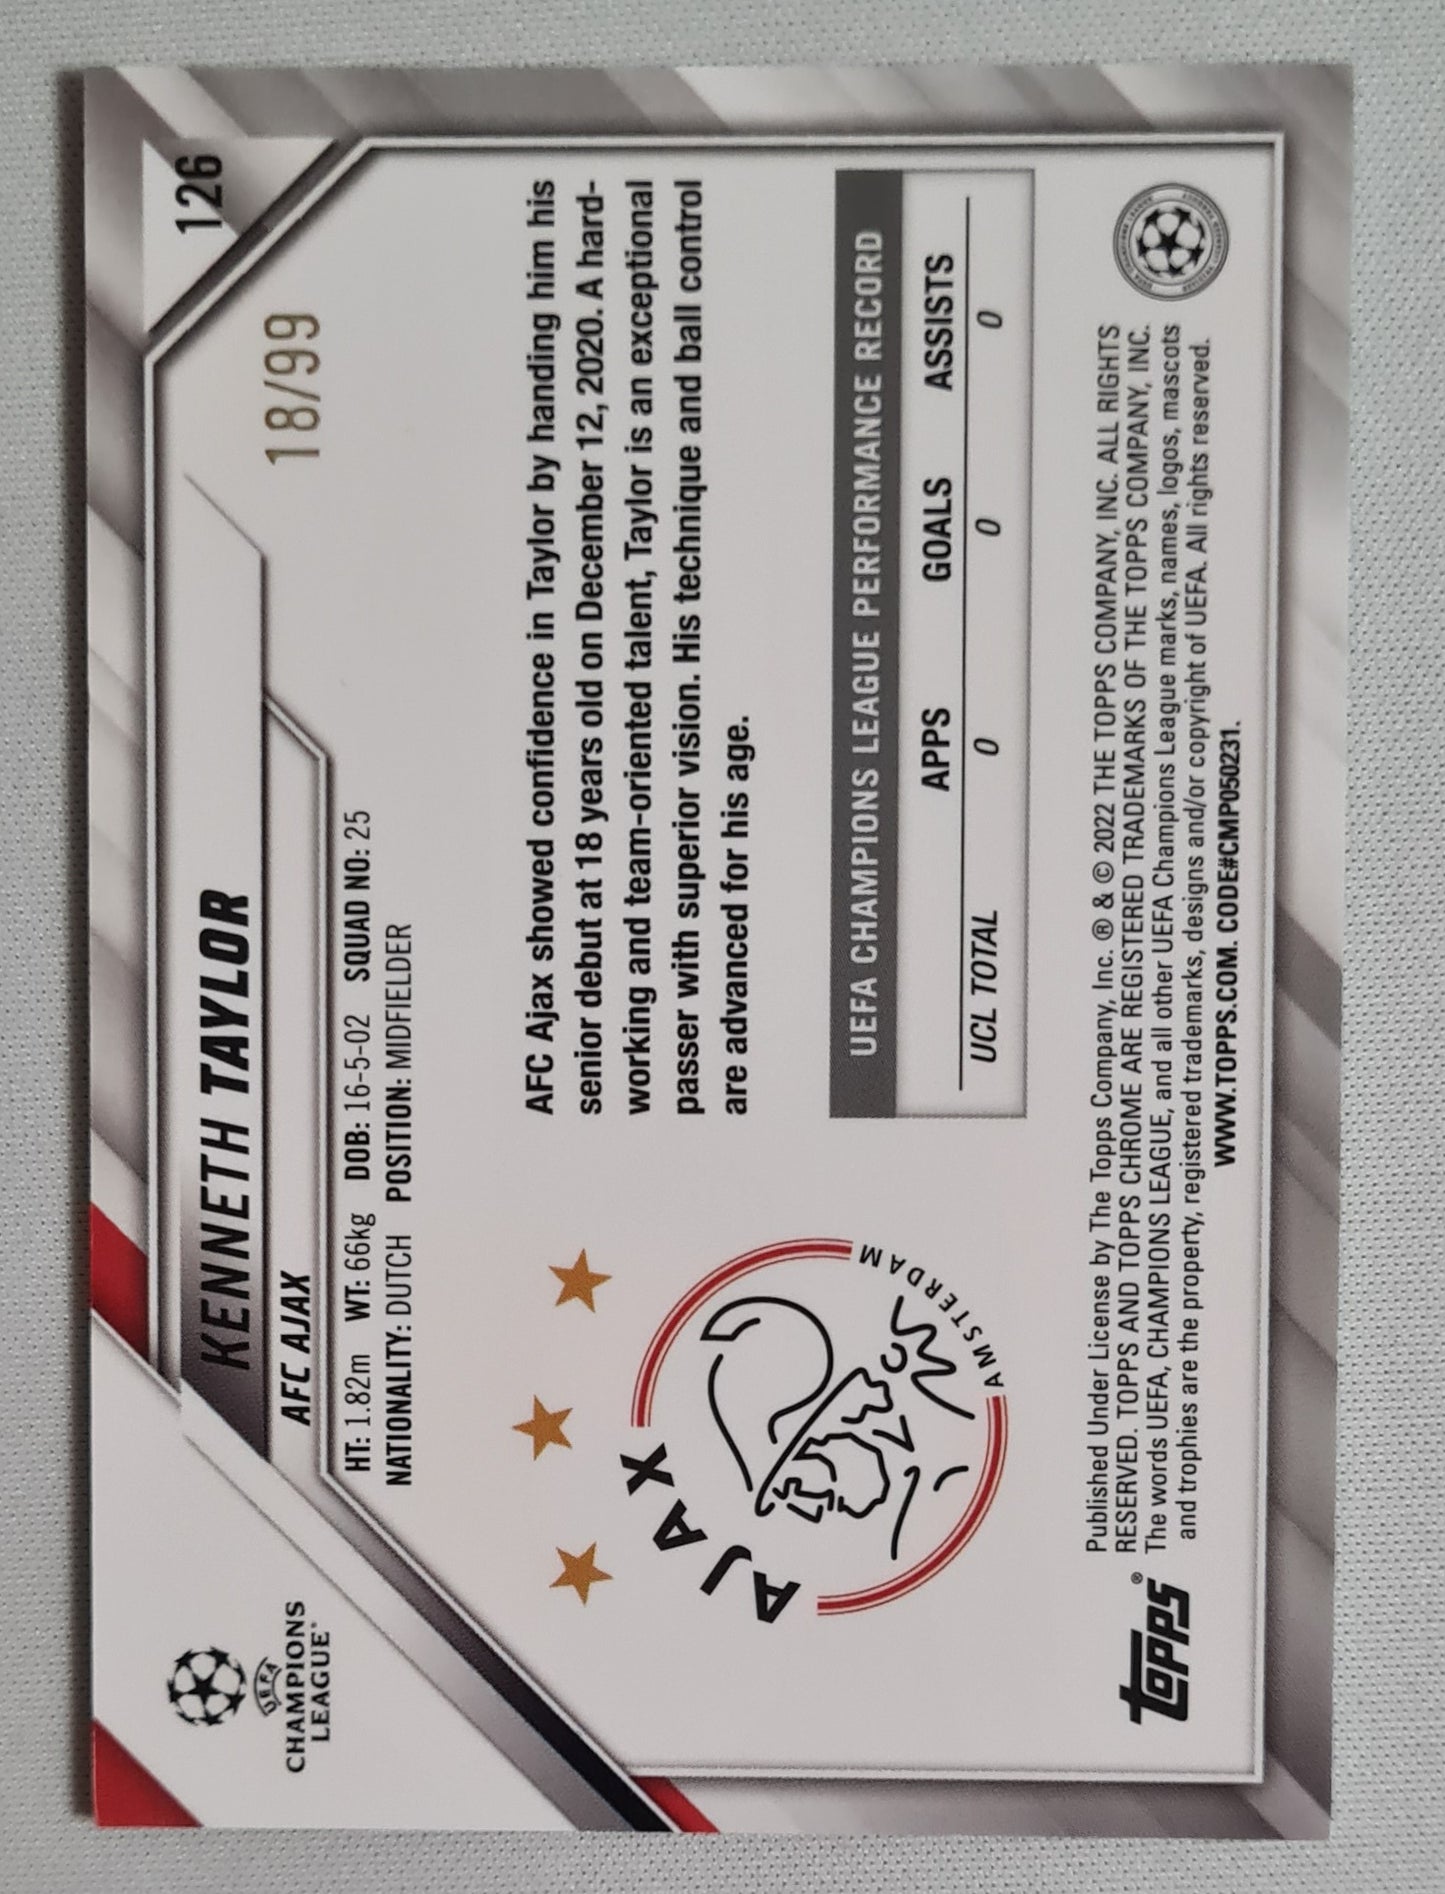 126
18/99
UEFA
CHAMPIONS
LEAGUE
KENNETH TAYLOR
AFC AJAX
HT: 1.82m WT: 66kg DOB: 16-5-02 SQUAD NO: 25
NATIONALITY: DUTCH POSITION: MIDFIELDER
AFC Ajax showed confidence in Taylor by handing him his
senior debut at 18 years old on December 12, 2020. A hard-
working and team-oriented talent, Taylor is an exceptional
passer with superior vision. His technique and ball control
are advanced for his age.
AJAX
AMSTERDAM
UEFA CHAMPIONS LEAGUE PERFORMANCE RECORD
APPS GOALS ASSISTS
UCL TOTAL 0 0 0
Topps®
Published Under License by The Topps Company, Inc. ® & © 2022 THE TOPPS COMPANY, INC. ALL RIGHTS
RESERVED. TOPPS AND TOPPS CHROME ARE REGISTERED TRADEMARKS OF THE TOPPS COMPANY, INC.
The words UEFA, CHAMPIONS LEAGUE, and all other UEFA Champions League marks, names, logos, mascots
and trophies are the property, registered trademarks, designs and/or copyright of UEFA. All rights reserved.
WWW.TOPPS.COM. CODE#CMP050231.